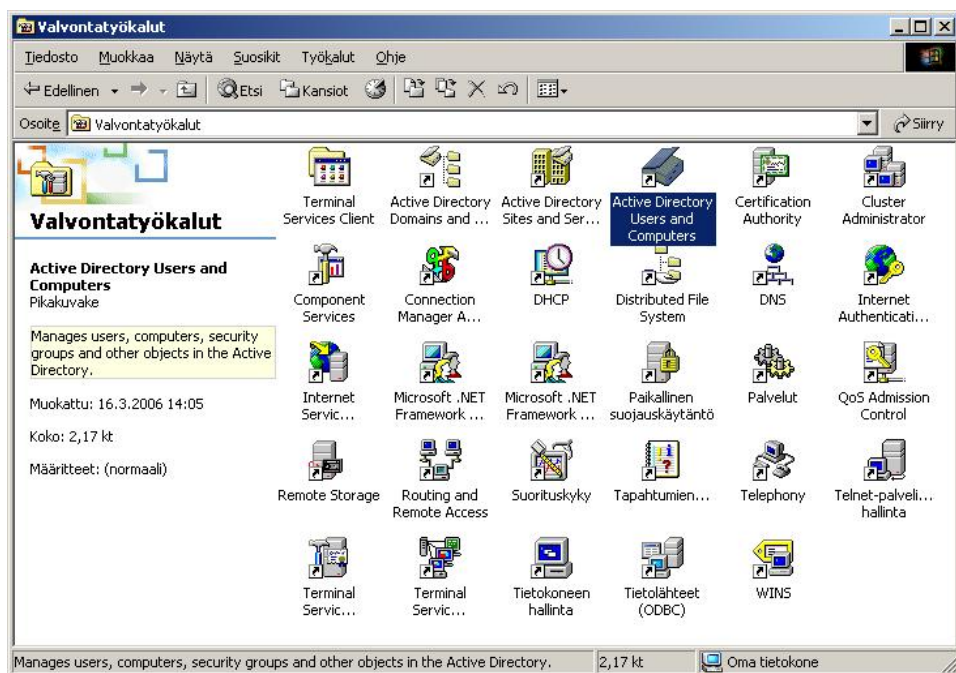 Valvontatyökalut
Tiedosto Muokkaa Näytä Suosikit Työkalut Ohje
Edellinen Etsi Kansiot
Osoite Valvontatyökalut Siirry
Valvontatyökalut
Active Directory Users and
Computers
Pikakuvake
Manages users, computers, security
groups and other objects in the Active
Directory.
Muokattu: 16.3.2006 14:05
Koko: 2,17 kt
Määritteet: (normaali)
Terminal
Services Client
Active Directory
Domains and ...
Active Directory
Sites and Ser...
Active Directory
Users and
Computers
Certification
Authority
Cluster
Administrator
Component
Services
Connection
Manager A...
DHCP
Distributed File
System
DNS
Internet
Authenticati...
Internet
Servic...
Microsoft .NET
Framework ...
Microsoft .NET
Framework ...
Paikallinen
suojauskäytäntö
Palvelut
QoS Admission
Control
Remote Storage
Routing and
Remote Access
Suorituskyky
Tapahtumien...
Telephony
Telnet-palveli...
hallinta
Terminal
Servic...
Terminal
Servic...
Tietokoneen
hallinta
Tietolähteet
(ODBC)
WINS
Manages users, computers, security groups and other objects in the Active Directory. 2,17 kt Oma tietokone